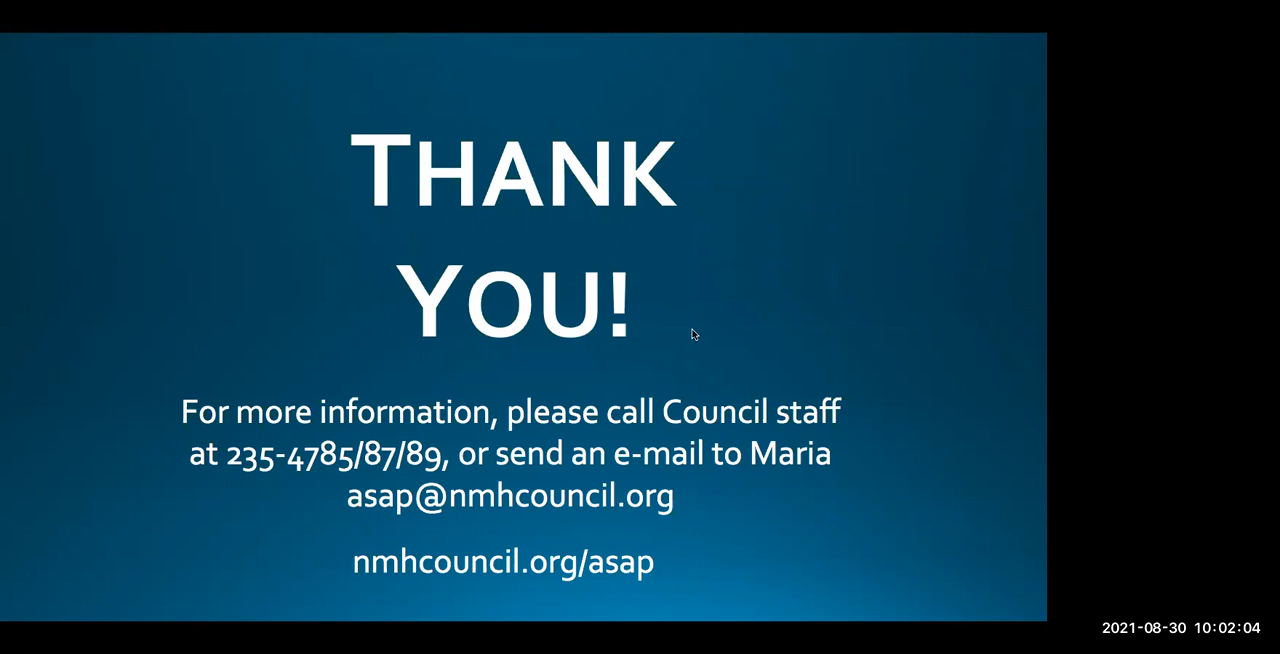 THANK
YOU!
For more information, please call Council staff
at 235-4785/87/89, or send an e-mail to Maria
asap@nmhcouncil.org
nmhcouncil.org/asap
2021-08-30 10:02:04